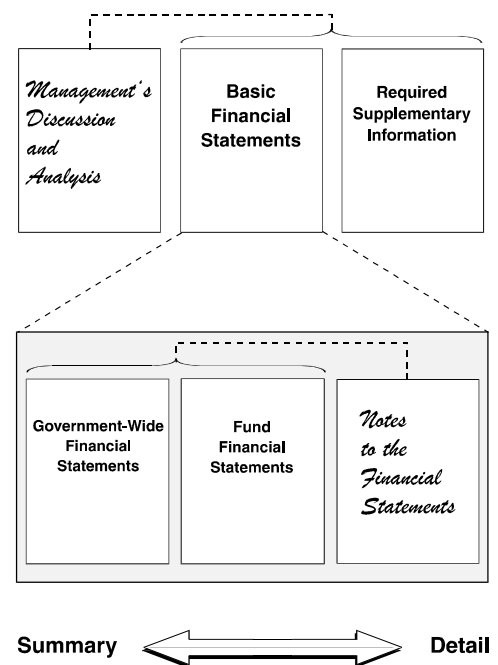 Management's
Discussion
and
Analysis
Basic
Financial
Statements
Required
Supplementary
Information
Government-Wide
Financial
Statements
Fund
Financial
Statements
Notes
to the
Financial
Statements
Summary
Detail